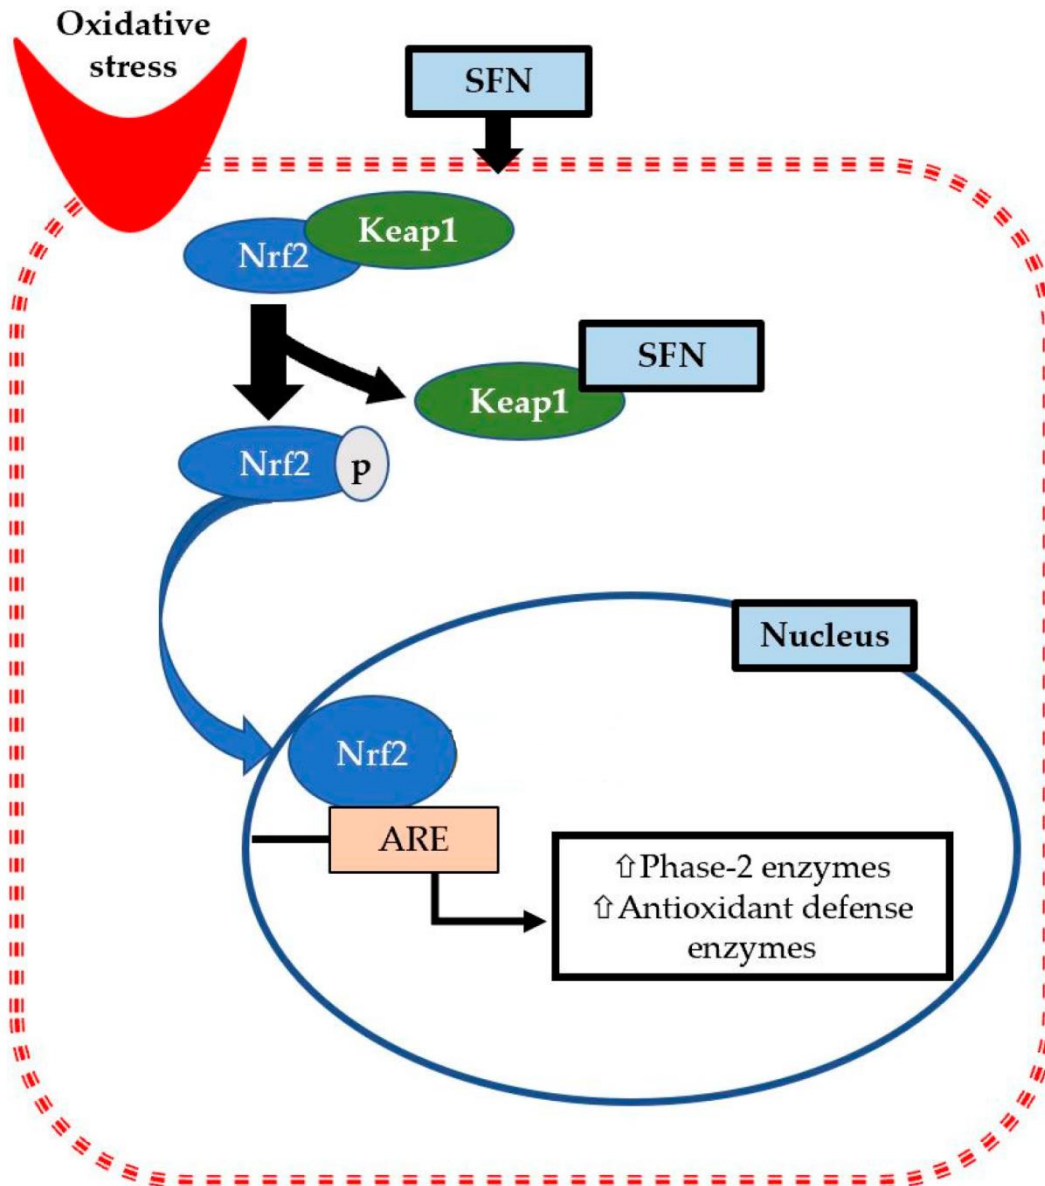 Oxidative
stress
SFN
Keap1
Nrf2
SFN
Keap1
Nrf2
p
Nucleus
Nrf2
ARE
⇧Phase-2 enzymes
⇧Antioxidant defense
enzymes